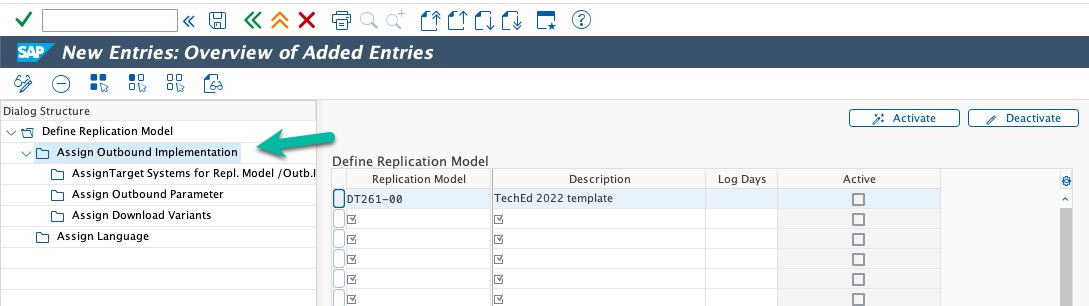 SAP New Entries: Overview of Added Entries
Dialog Structure
Define Replication Model
Assign Outbound Implementation
AssignTarget Systems for Repl. Model /Outb.I
Assign Outbound Parameter
Assign Download Variants
Assign Language
Activate
Deactivate
Define Replication Model
Replication Model Description Log Days Active
DT261-00 TechEd 2022 template